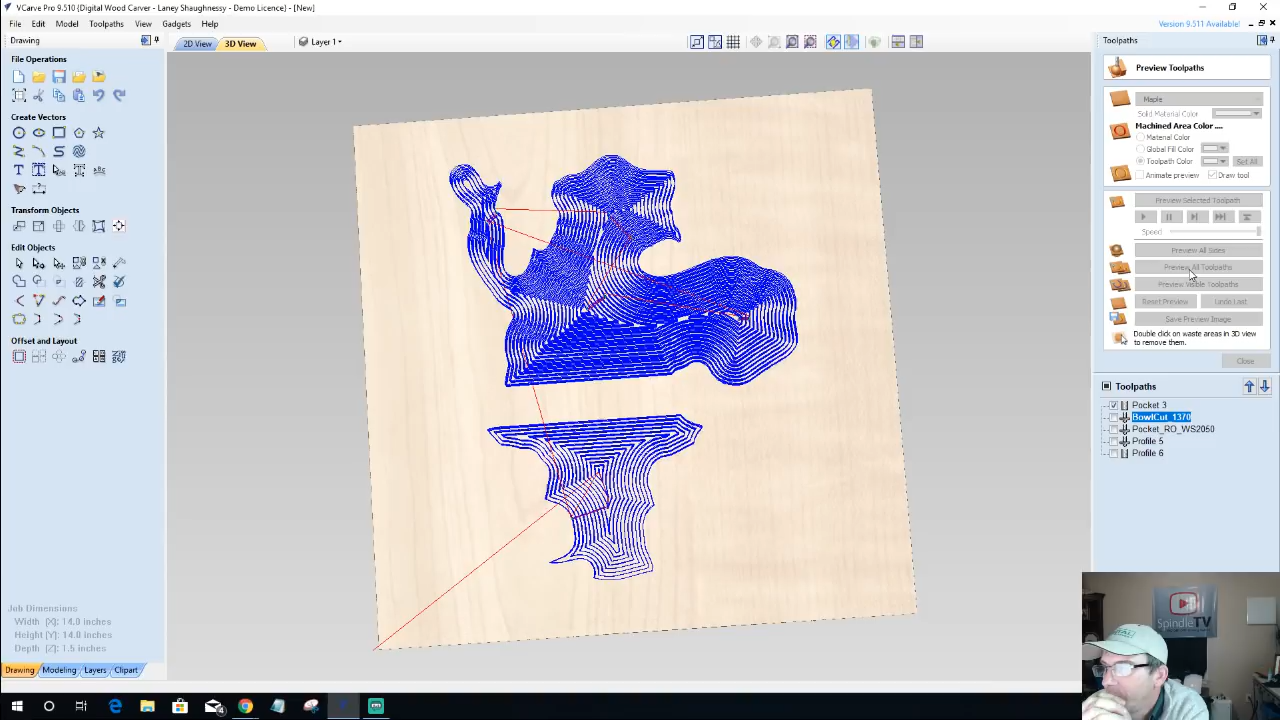 VCarve Pro 9.510 {Digital Wood Carver - Laney Shaughnessy - Demo Licence} - [New]
File Edit Model Toolpaths View Gadgets Help
Version 9.511 Available!
Drawing
2D View 3D View Layer 1
Toolpaths
File Operations
Create Vectors
Transform Objects
Edit Objects
Offset and Layout
Job Dimensions
Width (X): 14.0 inches
Height (Y): 14.0 inches
Depth (Z): 1.5 inches
Drawing Modeling Layers Clipart
Preview Toolpaths
Maple
Solid Material Color
Machined Area Color ....
Material Color
Global Fill Color
Toolpath Color Set All
Animate preview Draw tool
Preview Selected Toolpath
Speed
Preview All Sides
Preview All Toolpaths
Preview Visible Toolpaths
Reset Preview Undo Last
Save Preview Image
Double click on waste areas in 3D view
to remove them.
Close
Toolpaths
Pocket 3
BowlCut_1370
Pocket_RO_WS2050
Profile 5
Profile 6
SpindleTV